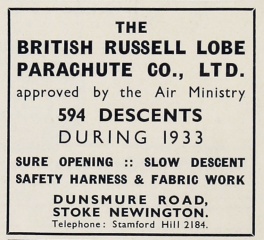 THE
BRITISH RUSSELL LOBE
PARACHUTE CO., LTD.
approved by the Air Ministry
594 DESCENTS
DURING 1933
SURE OPENING :: SLOW DESCENT
SAFETY HARNESS & FABRIC WORK
DUNSMURE ROAD,
STOKE NEWINGTON.
Telephone: Stamford Hill 2184.